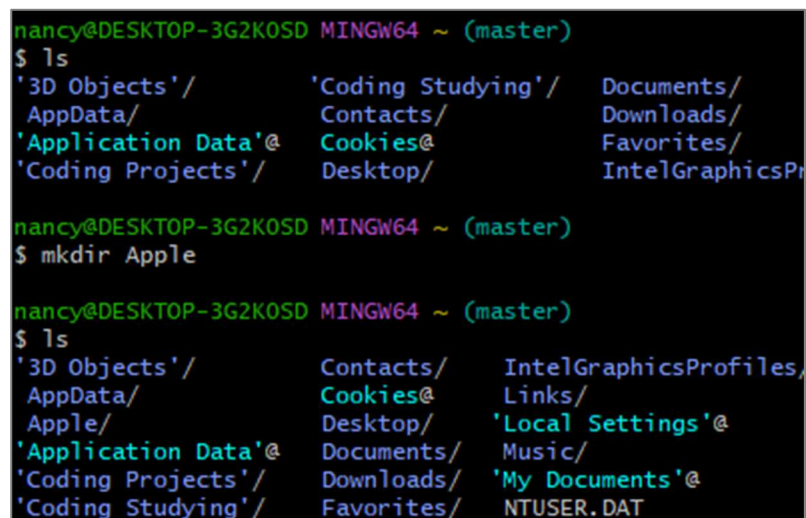 nancy@DESKTOP-3G2K0SD MINGW64 ~ (master)
$ ls
'3D Objects'/ 'Coding Studying'/ Documents/
AppData/ Contacts/ Downloads/
'Application Data'@ Cookies@ Favorites/
'Coding Projects'/ Desktop/ IntelGraphicsPr
nancy@DESKTOP-3G2K0SD MINGW64 ~ (master)
$ mkdir Apple
nancy@DESKTOP-3G2K0SD MINGW64 ~ (master)
$ ls
'3D Objects'/ Contacts/ IntelGraphicsProfiles/
AppData/ Cookies@ Links/
Apple/ Desktop/ 'Local Settings'@
'Application Data'@ Documents/ Music/
'Coding Projects'/ Downloads/ 'My Documents'@
'Coding Studying'/ Favorites/ NTUSER.DAT